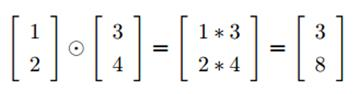 [1 2] ⊙ [3 4] = [1 * 3 2 * 4] = [3 8]